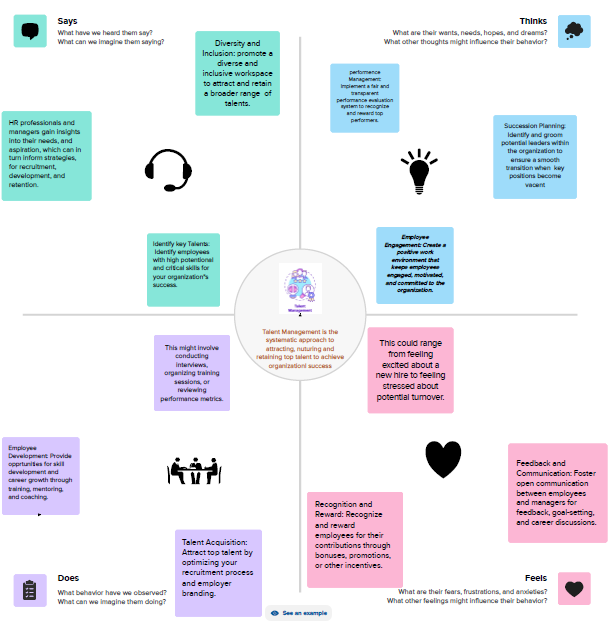 Says
What have we heard them say?
What can we imagine them saying?
Diversity and
Inclusion: promote a
diverse and
inclusive workspace
to attract and retain
a broader range of
talents.
HR professionals and
managers gain insights
into their needs, and
aspiration, which can in
turn inform strategies,
for recruitment,
development, and
retention.
Identify key Talents:
Identify employees
with high potential
and critical skills for
your organization"s
success.
Thinks
What are their wants, needs, hopes, and dreams?
What other thoughts might influence their behavior?
performence
Management:
Implement a fair and
transparent
performance evaluation
system to recognize
and reward top
performers.
Succession Planning:
Identify and groom
potential leaders within
the organization to
ensure a smooth
transition when key
positions become
vacant
Employee
Engagement: Create a
positive work
environment that
keeps employees
engaged, motivated,
and committed to the
organization.
Talent
Management
Talent Management is the
systematic approach to
attracting, nuturing and
retaining top talent to achieve
organizationl success
This might involve
conducting
interviews,
organizing training
sessions, or
reviewing
performance metrics.
Employee
Development: Provide
opprtunities for skill
development and
career growth through
training, mentoring,
and coaching.
Talent Acquisition:
Attract top talent by
optimizing your
recruitment process
and employer
branding.
Does
What behavior have we observed?
What can we imagine them doing?
This could range
from feeling
excited about a
new hire to feeling
stressed about
potential turnover.
Feedback and
Communication: Foster
open communication
between employees
and managers for
feedback, goal-setting,
and career discussions.
Recognition and
Reward: Recognize
and reward
employees for their
contributions through
bonuses, promotions,
or other incentives.
Feels
What are their fears, frustrations, and anxieties?
What other feelings might influence their behavior?
See an example